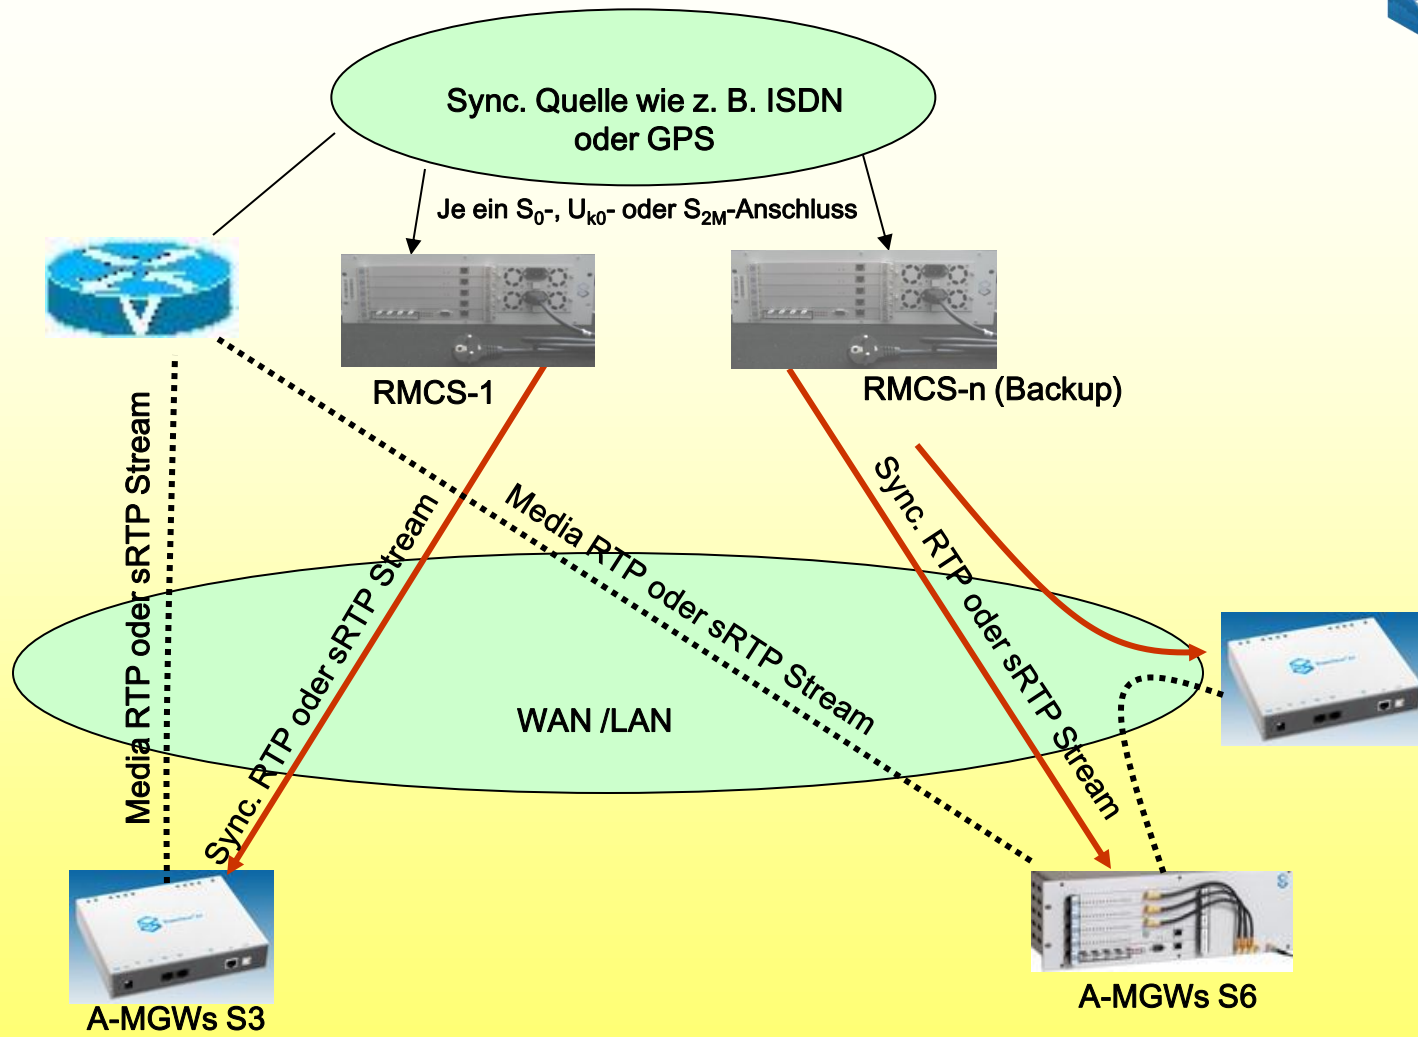 Sync. Quelle wie z. B. ISDN
oder GPS
Je ein S0-, Uk0- oder S2M-Anschluss
RMCS-1
RMCS-n (Backup)
Media RTP oder sRTP Stream
Sync. RTP oder sRTP Stream
Media RTP oder sRTP Stream
Sync. RTP oder sRTP Stream
WAN /LAN
A-MGWs S3
A-MGWs S6